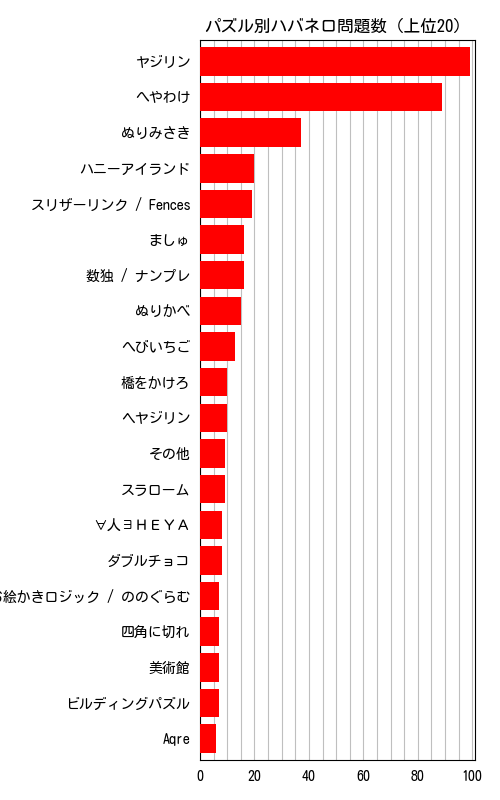 パズル別ハバネロ問題数 (上位20)
ヤジリン
へやわけ
ぬりみさき
ハニーアイランド
スリザーリンク / Fences
ましゅ
数独 / ナンプレ
ぬりかべ
へびいちご
橋をかけろ
ヘヤジリン
その他
スラローム
∀人ヨＨＥＹＡ
ダブルチョコ
絵かきロジック / ののぐらむ
四角に切れ
美術館
ビルディングパズル
Aqre
0 20 40 60 80 100